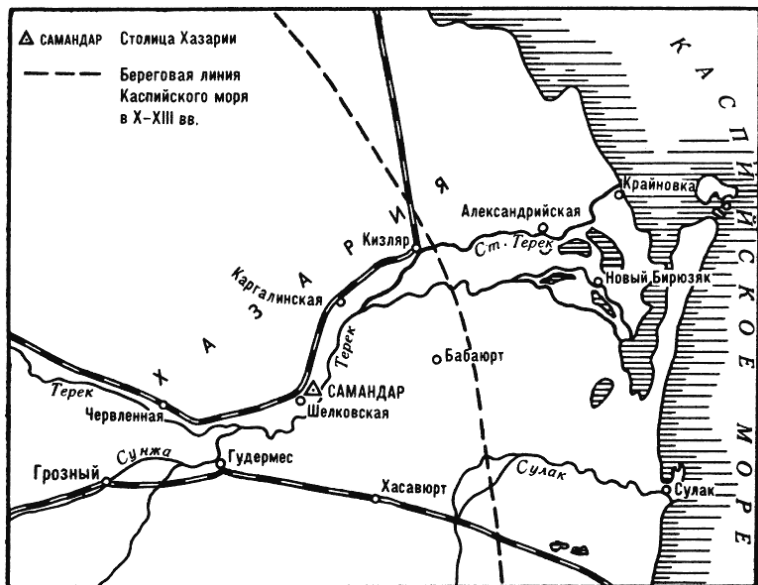 САМАНДАР Столица Хазарии
Береговая линия
Каспийского моря
в X–XIII вв.
КАСПИЙСКОЕ МОРЕ
ХАЗАРИЯ
Крайновка
Александрийская
Кизляр
Ст. Терек
Каргалинская
Новый Бирюзяк
Терек
Бабаюрт
Терек
САМАНДАР
Шелковская
Червленная
Сунжа
Гудермес
Грозный
Сулак
Сулак
Хасавюрт